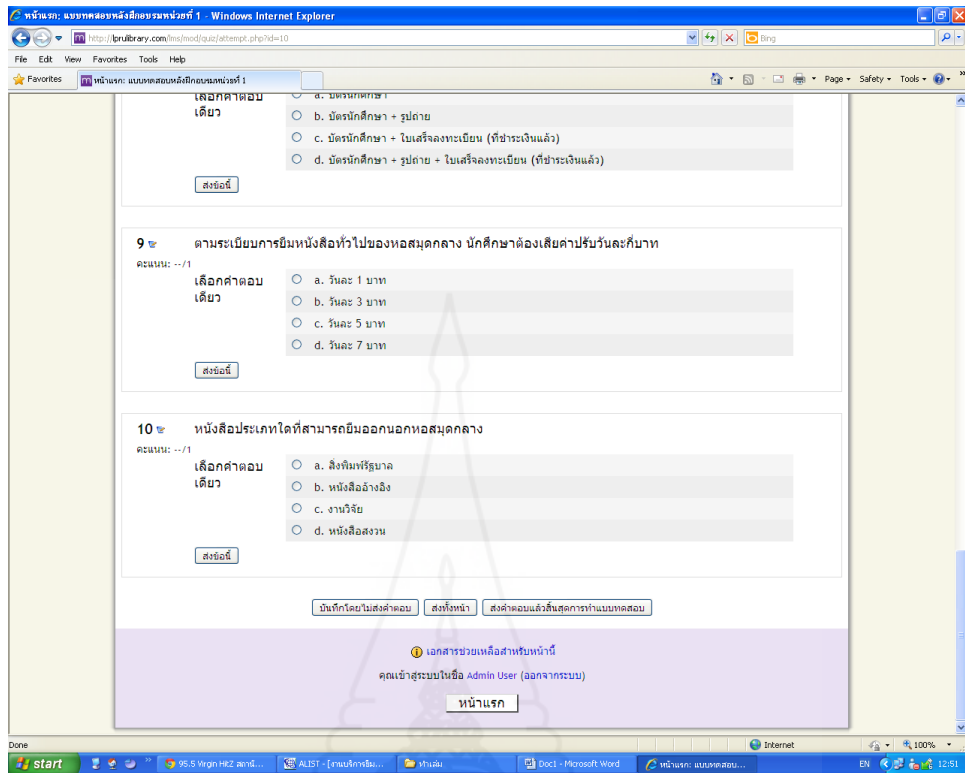 หน้าแรก: แบบทดสอบหลังฝึกอบรมหน่วยที่ 1 - Windows Internet Explorer
http://lprulibrary.com/lms/mod/quiz/attempt.php?id=10
Bing
File Edit View Favorites Tools Help
Favorites
หน้าแรก: แบบทดสอบหลังฝึกอบรมหน่วยที่ 1
Page Safety Tools
เลือกคำตอบ
เดียว
a. บัตรนักศึกษา
b. บัตรนักศึกษา + รูปถ่าย
c. บัตรนักศึกษา + ใบเสร็จลงทะเบียน (ที่ชำระเงินแล้ว)
d. บัตรนักศึกษา + รูปถ่าย + ใบเสร็จลงทะเบียน (ที่ชำระเงินแล้ว)
ส่งข้อนี้
9 ตามระเบียบการยืมหนังสือทั่วไปของหอสมุดกลาง นักศึกษาต้องเสียค่าปรับวันละกี่บาท
คะแนน: --/1
เลือกคำตอบ
เดียว
a. วันละ 1 บาท
b. วันละ 3 บาท
c. วันละ 5 บาท
d. วันละ 7 บาท
ส่งข้อนี้
10 หนังสือประเภทใดที่สามารถยืมออกนอกหอสมุดกลาง
คะแนน: --/1
เลือกคำตอบ
เดียว
a. สิ่งพิมพ์รัฐบาล
b. หนังสืออ้างอิง
c. งานวิจัย
d. หนังสือสงวน
ส่งข้อนี้
บันทึกโดยไม่ส่งคำตอบ ส่งทั้งหน้า ส่งคำตอบแล้วสิ้นสุดการทำแบบทดสอบ
เอกสารช่วยเหลือสำหรับหน้านี้
คุณเข้าสู่ระบบในชื่อ Admin User (ออกจากระบบ)
หน้าแรก
Done Internet 100%
start 95.5 Virgin HitZ สถานี... ALIST - [งานบริการยืม... ทำเล่ม Doc1 - Microsoft Word หน้าแรก: แบบทดสอบ... EN 12:51